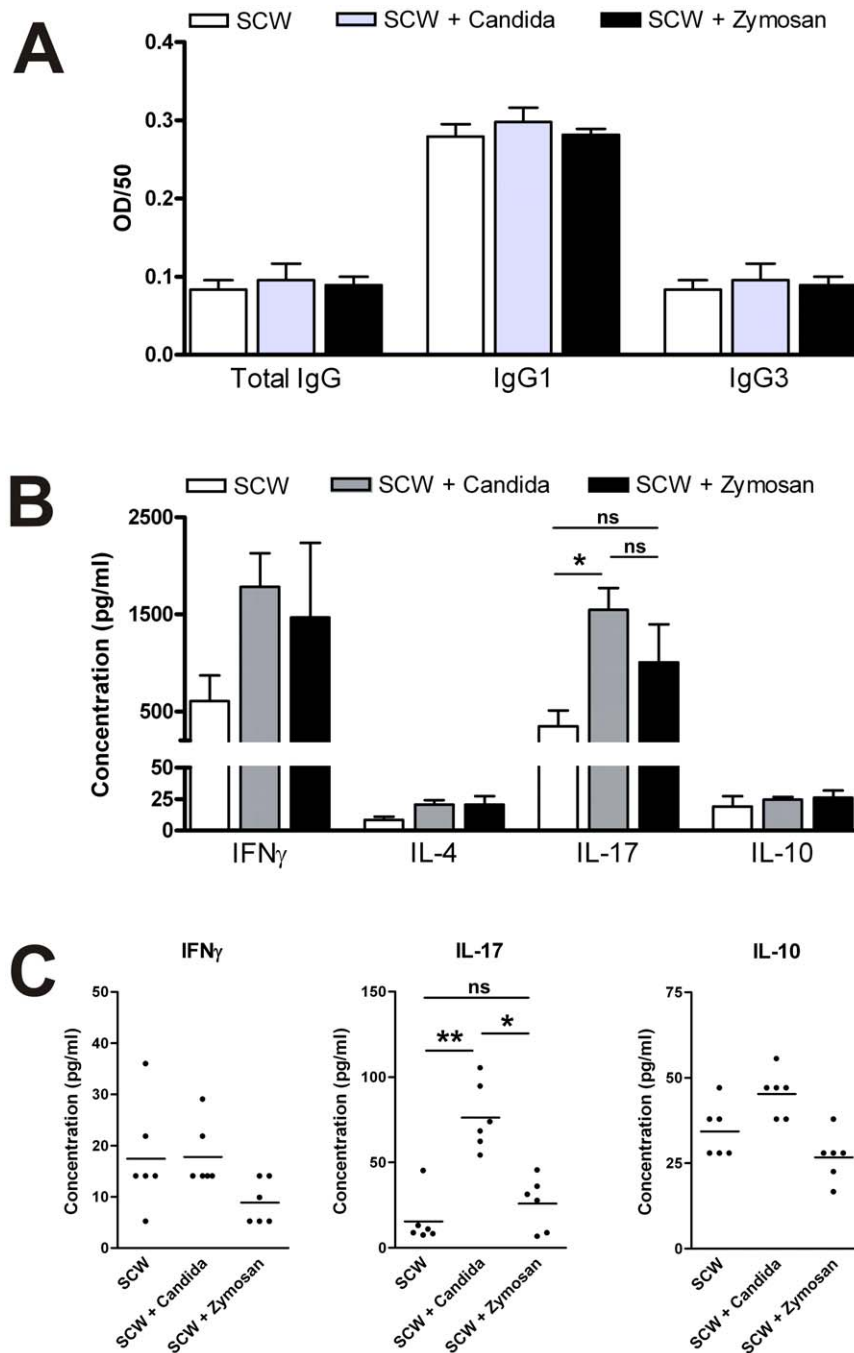 A
SCW SCW + Candida SCW + Zymosan
OD/50
0.4
0.3
0.2
0.1
0.0
Total IgG IgG1 IgG3
B
SCW SCW + Candida SCW + Zymosan
Concentration (pg/ml)
2500
1500
500
50
25
0
ns
* ns
IFNγ IL-4 IL-17 IL-10
C
IFNγ
Concentration (pg/ml)
50
40
30
20
10
0
SCW
SCW + Candida
SCW + Zymosan
IL-17
Concentration (pg/ml)
150
100
50
0
ns
** *
SCW
SCW + Candida
SCW + Zymosan
IL-10
Concentration (pg/ml)
75
50
25
0
SCW
SCW + Candida
SCW + Zymosan